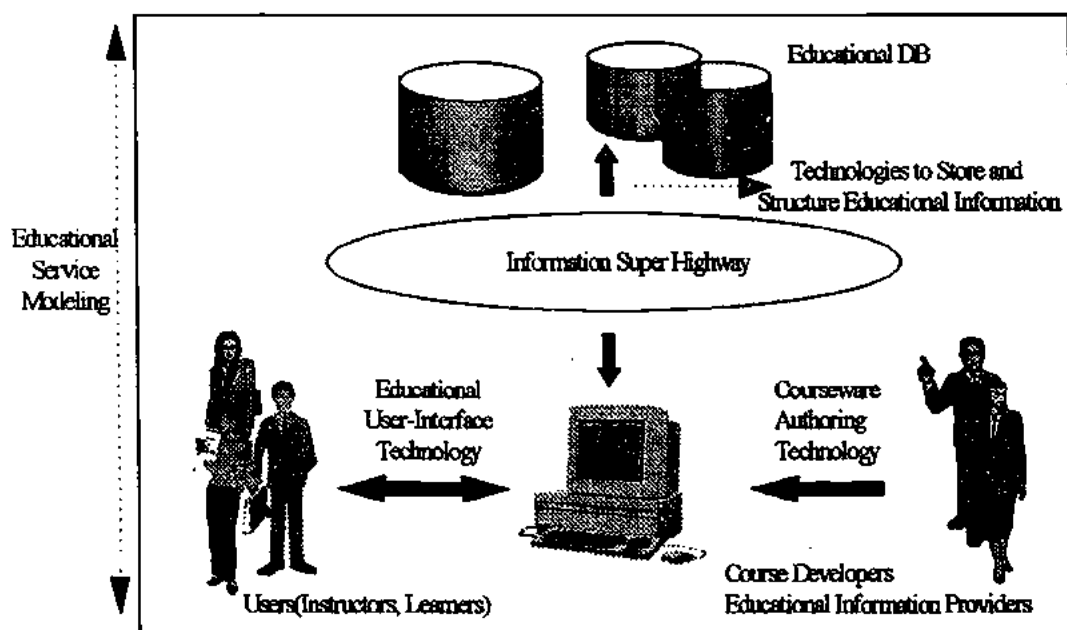 Educational DB
Technologies to Store and
Structure Educational Information
Information Super Highway
Educational
Service
Modeling
Educational
User-Interface
Technology
Courseware
Authoring
Technology
Users(Instructors, Learners)
Course Developers
Educational Information Providers